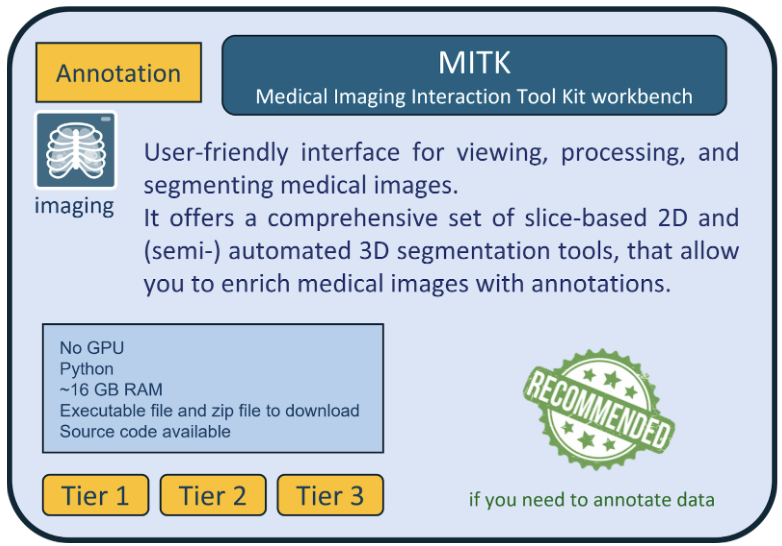 Annotation
MITK
Medical Imaging Interaction Tool Kit workbench
imaging
User-friendly interface for viewing, processing, and
segmenting medical images.
It offers a comprehensive set of slice-based 2D and
(semi-) automated 3D segmentation tools, that allow
you to enrich medical images with annotations.
No GPU
Python
~16 GB RAM
Executable file and zip file to download
Source code available
RECOMMENDED
Tier 1
Tier 2
Tier 3
if you need to annotate data